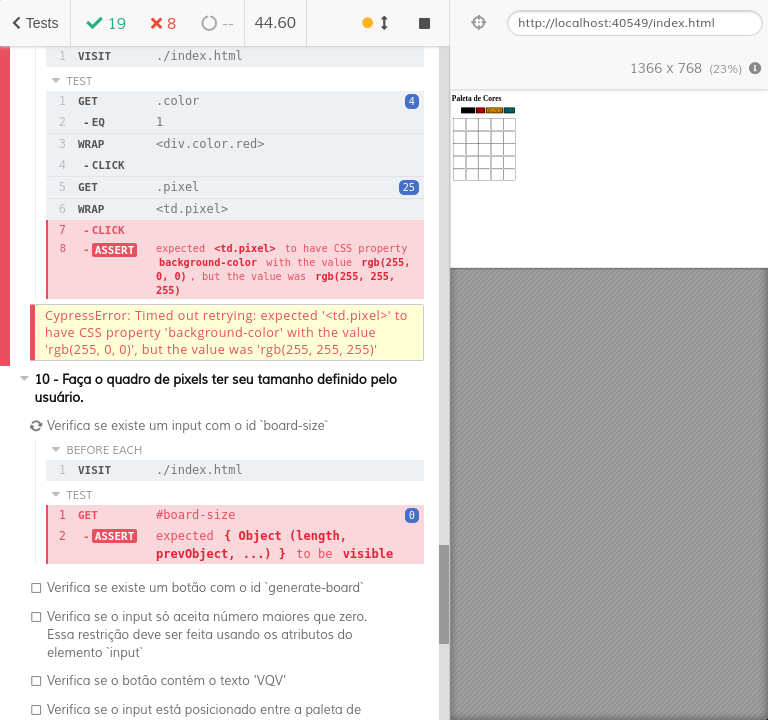 Tests 19 8 -- 44.60
http://localhost:40549/index.html
1366 x 768 (23%)
1 VISIT ./index.html
TEST
1 GET .color 4
2 - EQ 1
3 WRAP <div.color.red>
4 - CLICK
5 GET .pixel 25
6 WRAP <td.pixel>
7 - CLICK
8 - ASSERT expected <td.pixel> to have CSS property
background-color with the value rgb(255,
0, 0) , but the value was rgb(255, 255,
255)
CypressError: Timed out retrying: expected '<td.pixel>' to
have CSS property 'background-color' with the value
'rgb(255, 0, 0)', but the value was 'rgb(255, 255, 255)'
10 - Faça o quadro de pixels ter seu tamanho definido pelo
usuário.
Verifica se existe um input com o id `board-size`
BEFORE EACH
1 VISIT ./index.html
TEST
1 GET #board-size 0
2 - ASSERT expected { Object (length,
prevObject, ...) } to be visible
Verifica se existe um botão com o id `generate-board`
Verifica se o input só aceita número maiores que zero.
Essa restrição deve ser feita usando os atributos do
elemento `input`
Verifica se o botão contém o texto 'VQV'
Verifica se o input está posicionado entre a paleta de
Paleta de Cores